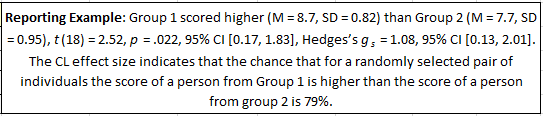 Reporting Example: Group 1 scored higher (M = 8.7, SD = 0.82) than Group 2 (M = 7.7, SD
= 0.95), t(18) = 2.52, p = .022, 95% CI [0.17, 1.83], Hedges's gs = 1.08, 95% CI [0.13, 2.01].
The CL effect size indicates that the chance that for a randomly selected pair of
individuals the score of a person from Group 1 is higher than the score of a person
from group 2 is 79%.